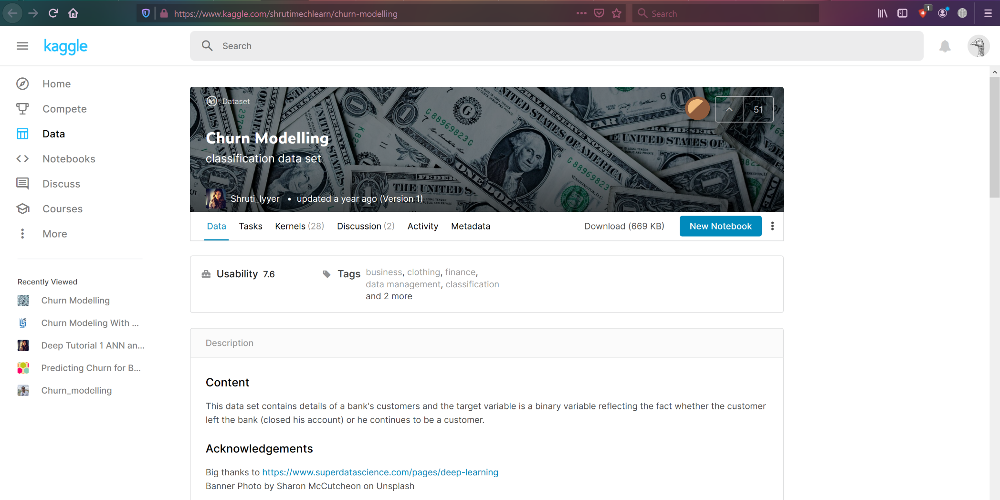 https://www.kaggle.com/shrutimechlearn/churn-modelling
Search
1
kaggle
Search
Home
Compete
Data
Notebooks
Discuss
Courses
More
Recently Viewed
Churn Modelling
Churn Modeling With ...
Deep Tutorial 1 ANN an...
Predicting Churn for B...
Churn_modelling
Dataset
51
Churn Modelling
classification data set
Shruti_Iyyer • updated a year ago (Version 1)
Data Tasks Kernels (28) Discussion (2) Activity Metadata Download (669 KB) New Notebook
Usability 7.6
Tags business, clothing, finance,
data management, classification
and 2 more
Description
Content
This data set contains details of a bank's customers and the target variable is a binary variable reflecting the fact whether the customer
left the bank (closed his account) or he continues to be a customer.
Acknowledgements
Big thanks to https://www.superdatascience.com/pages/deep-learning
Banner Photo by Sharon McCutcheon on Unsplash